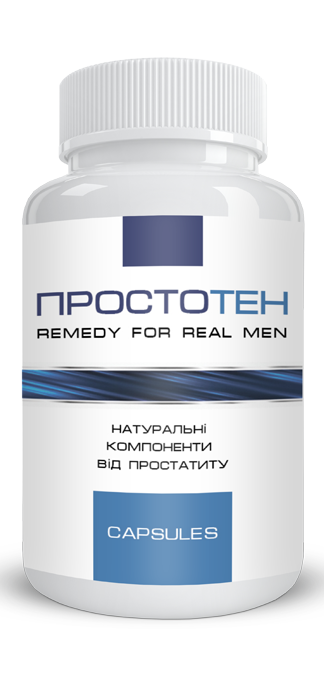 ПРОСТОТЕН
REMEDY FOR REAL MEN
НАТУРАЛЬНІ
КОМПОНЕНТИ
ВІД ПРОСТАТИТУ
CAPSULES